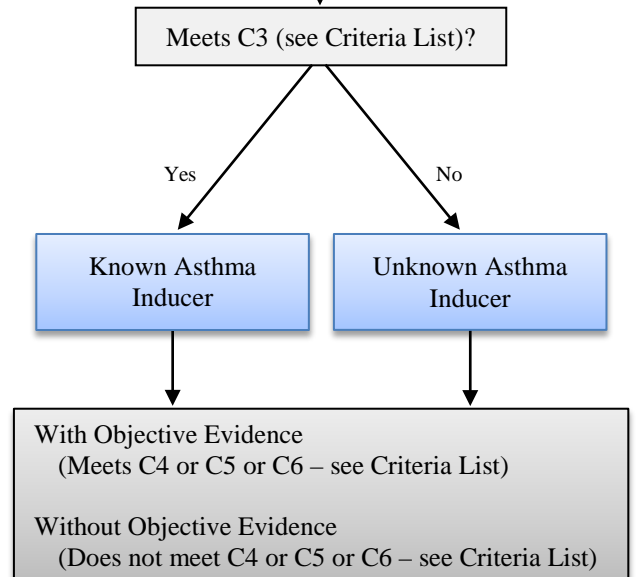 Meets C3 (see Criteria List)?
Yes
No
Known Asthma
Inducer
Unknown Asthma
Inducer
With Objective Evidence
(Meets C4 or C5 or C6 – see Criteria List)
Without Objective Evidence
(Does not meet C4 or C5 or C6 – see Criteria List)